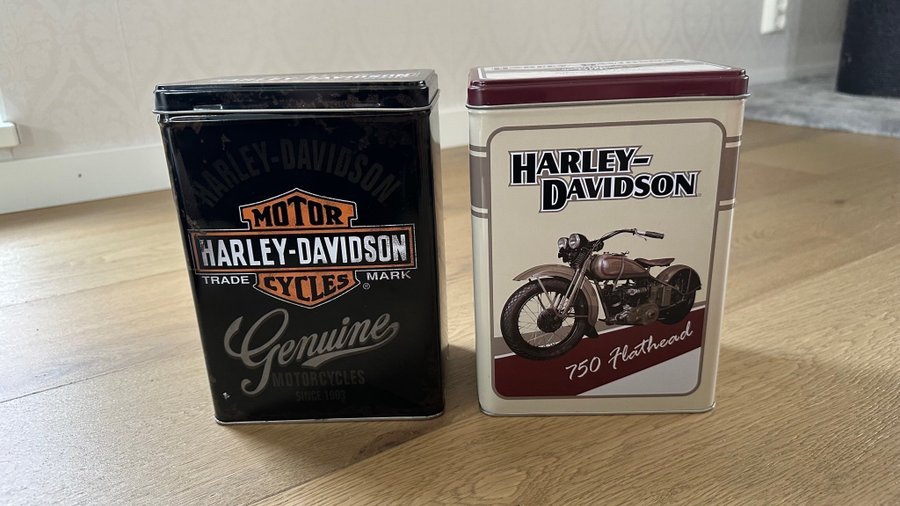 HARLEY-DAVIDSON
MOTOR
HARLEY-DAVIDSON
TRADE MARK
CYCLES®
Genuine
MOTORCYCLES
SINCE 1903
HARLEY-
DAVIDSON
750 Flathead